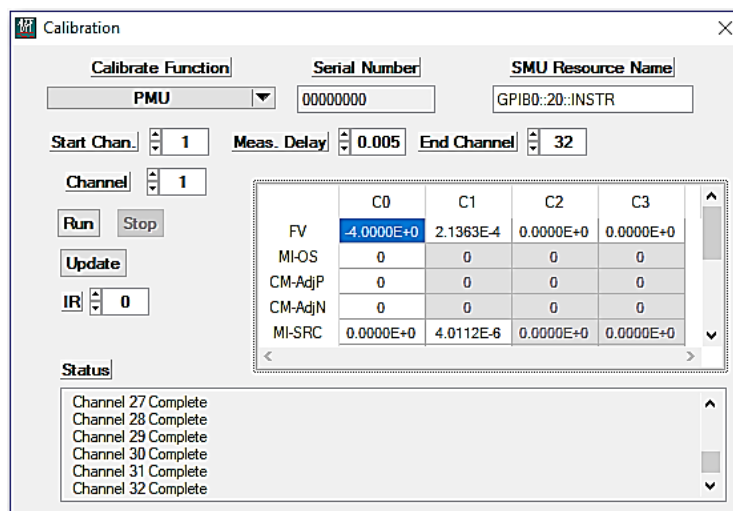 Calibration
Calibrate Function Serial Number SMU Resource Name
PMU 00000000 GPIB0::20::INSTR
Start Chan. 1 Meas. Delay 0.005 End Channel 32
Channel 1
C0 C1 C2 C3
Run Stop
FV -4.0000E+0 2.1363E-4 0.0000E+0 0.0000E+0
MI-OS 0 0 0 0
Update
CM-AdjP 0 0 0 0
IR 0
CM-AdjN 0 0 0 0
MI-SRC 0.0000E+0 4.0112E-6 0.0000E+0 0.0000E+0
Status
Channel 27 Complete
Channel 28 Complete
Channel 29 Complete
Channel 30 Complete
Channel 31 Complete
Channel 32 Complete